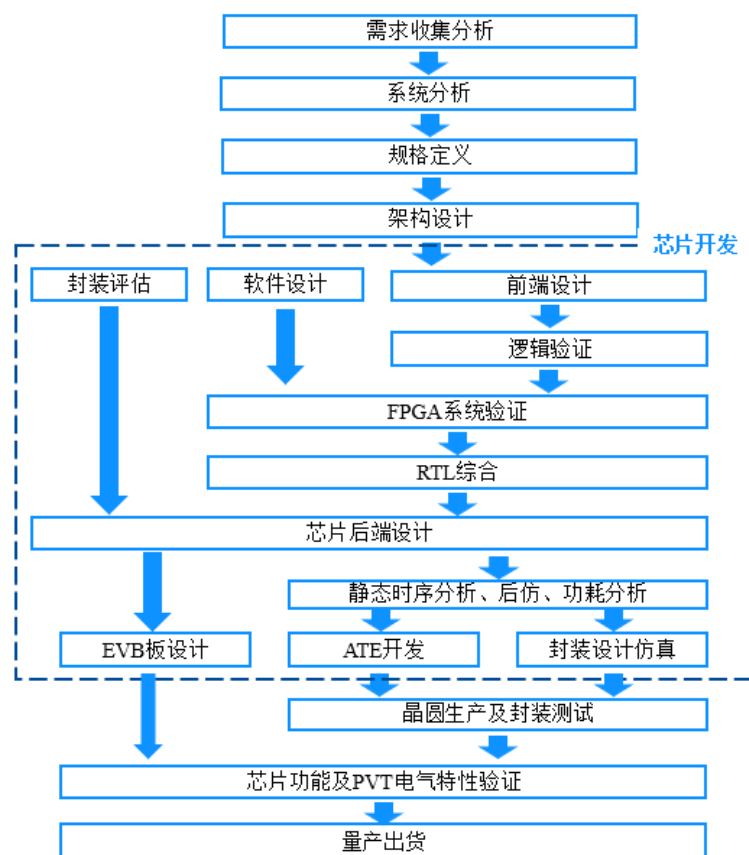 需求收集分析
系统分析
规格定义
架构设计
芯片开发
封装评估
软件设计
前端设计
逻辑验证
FPGA系统验证
RTL综合
芯片后端设计
静态时序分析、后仿、功耗分析
EVB板设计
ATE开发
封装设计仿真
晶圆生产及封装测试
芯片功能及PVT电气特性验证
量产出货